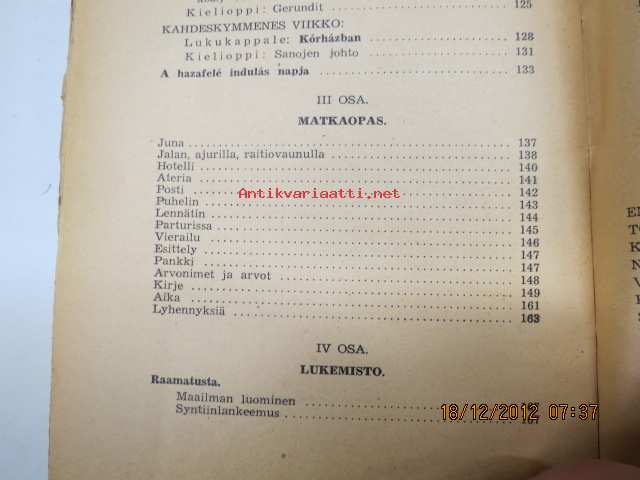 Kielioppi: Gerundit 125
KAHDESKYMMENES VIIKKO:
Lukukappale: Kórházban 128
Kielioppi: Sanojen johto 131
A hazafelé indulás napja 133
III OSA.
MATKAOPAS.
Juna 137
Jalan, ajurilla, raitiovaunulla 138
Hotelli 140
Ateria 141
Posti 142
Puhelin 143
Lennätin 144
Parturissa 145
Vierailu 146
Esittely 147
Pankki 147
Arvonimet ja arvot 148
Kirje 149
Aika 161
Lyhennyksiä 163
IV OSA.
LUKEMISTO.
Raamatusta.
Maailman luominen
Syntiinlankeemus 167
Antikvariaatti.net
18/12/2012 07:37